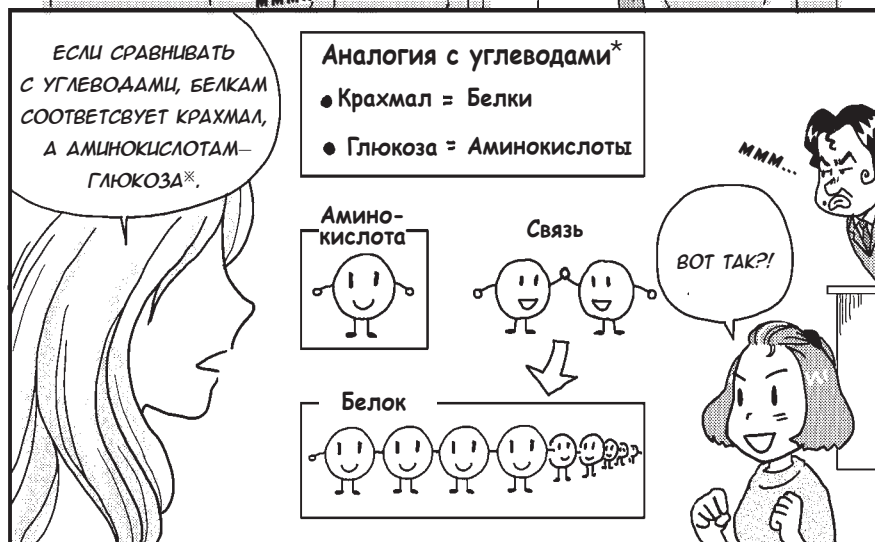 ммм...
ЕСЛИ СРАВНИВАТЬ
С УГЛЕВОДАМИ, БЕЛКАМ
СООТВЕТСВУЕТ КРАХМАЛ,
А АМИНОКИСЛОТАМ–
ГЛЮКОЗА※.
Аналогия с углеводами*
• Крахмал = Белки
• Глюкоза = Аминокислоты
МММ...
Амино-
кислота
Связь
ВОТ ТАК?!
Белок